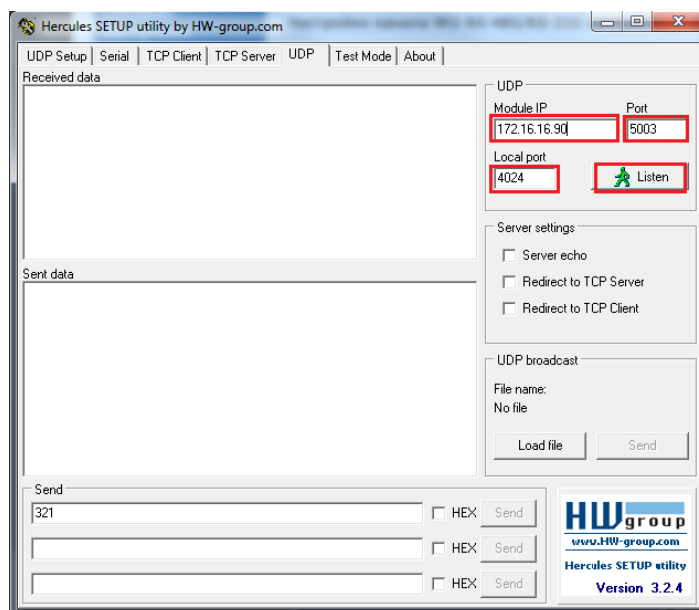 Hercules SETUP utility by HW-group.com
UDP Setup Serial TCP Client TCP Server UDP Test Mode About
Received data
UDP
Module IP Port
172.16.16.90 5003
Local port
4024 Listen
Server settings
Server echo
Redirect to TCP Server
Redirect to TCP Client
Sent data
UDP broadcast
File name:
No file
Load file Send
Send
321 HEX Send
HEX Send
HEX Send
HW group
www.HW-group.com
Hercules SETUP utility
Version 3.2.4